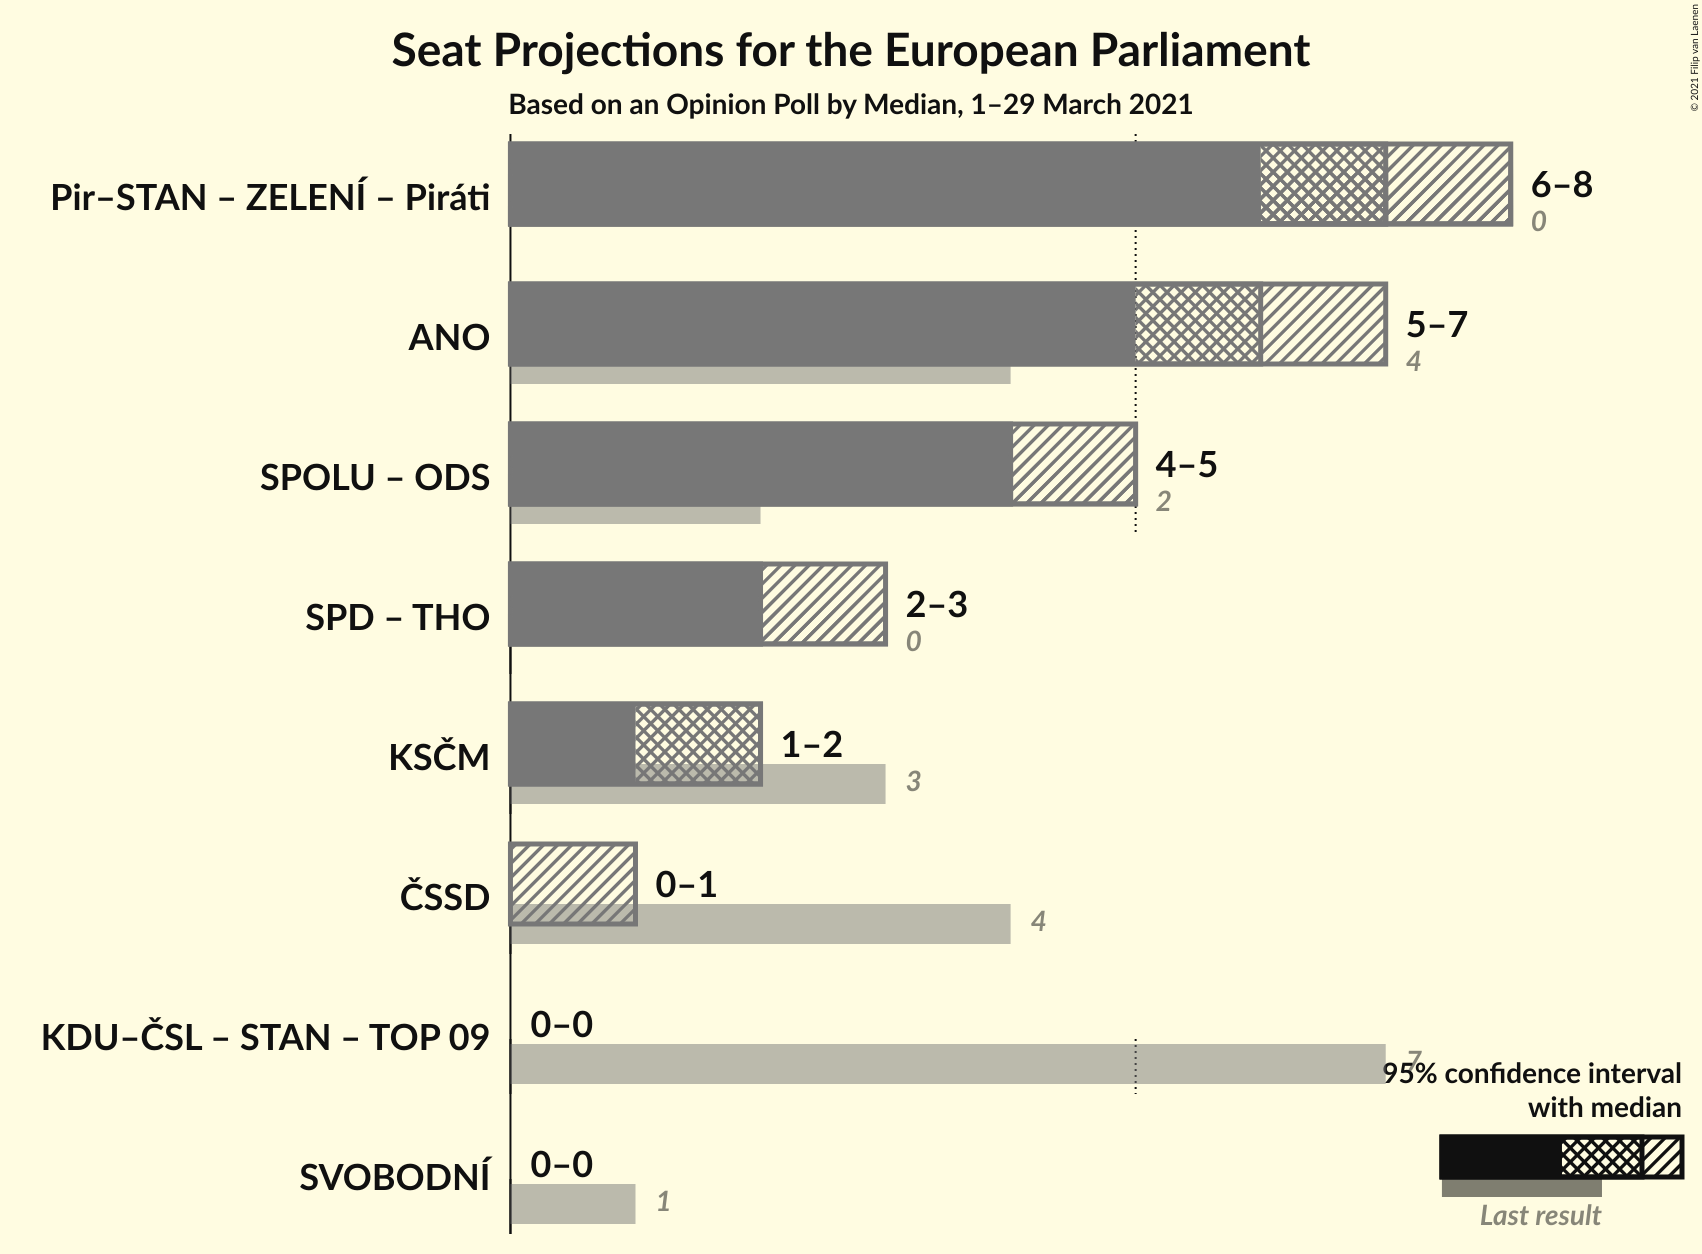 Seat Projections for the European Parliament
Based on an Opinion Poll by Median, 1–29 March 2021
© 2021 Filip van Laenen
Pir–STAN – ZELENÍ – Piráti
6–8
0
ANO
5–7
4
SPOLU – ODS
4–5
2
SPD – THO
2–3
0
KSČM
1–2
3
ČSSD
0–1
4
KDU–ČSL – STAN – TOP 09
0–0
7
SVOBODNÍ
0–0
1
95% confidence interval
with median
Last result